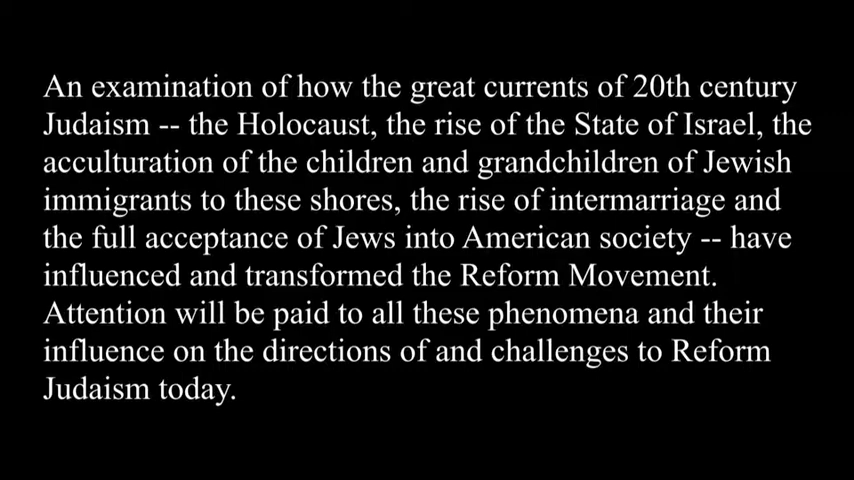 An examination of how the great currents of 20th century
Judaism -- the Holocaust, the rise of the State of Israel, the
acculturation of the children and grandchildren of Jewish
immigrants to these shores, the rise of intermarriage and
the full acceptance of Jews into American society -- have
influenced and transformed the Reform Movement.
Attention will be paid to all these phenomena and their
influence on the directions of and challenges to Reform
Judaism today.